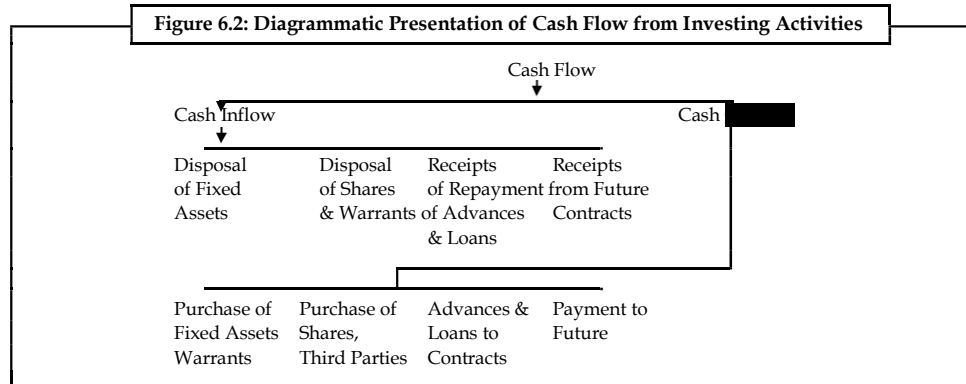 Figure 6.2: Diagrammatic Presentation of Cash Flow from Investing Activities
Cash Flow
Cash Inflow
Cash
Disposal
of Fixed
Assets
Disposal
of Shares
& Warrants
Receipts
of Repayment
of Advances
& Loans
Receipts
from Future
Contracts
Purchase of
Fixed Assets
Warrants
Purchase of
Shares,
Third Parties
Advances &
Loans to
Contracts
Payment to
Future